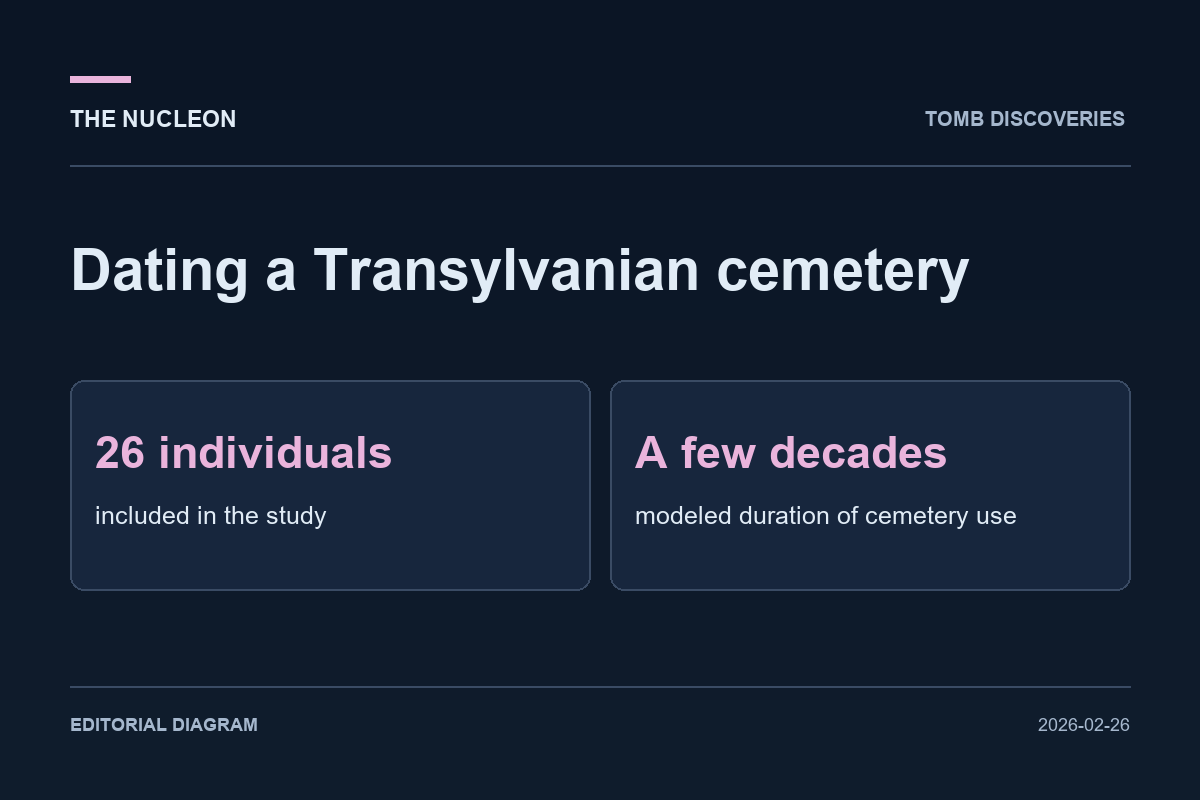 THE NUCLEON
TOMB DISCOVERIES
Dating a Transylvanian cemetery
26 individuals
included in the study
A few decades
modeled duration of cemetery use
EDITORIAL DIAGRAM
2026-02-26